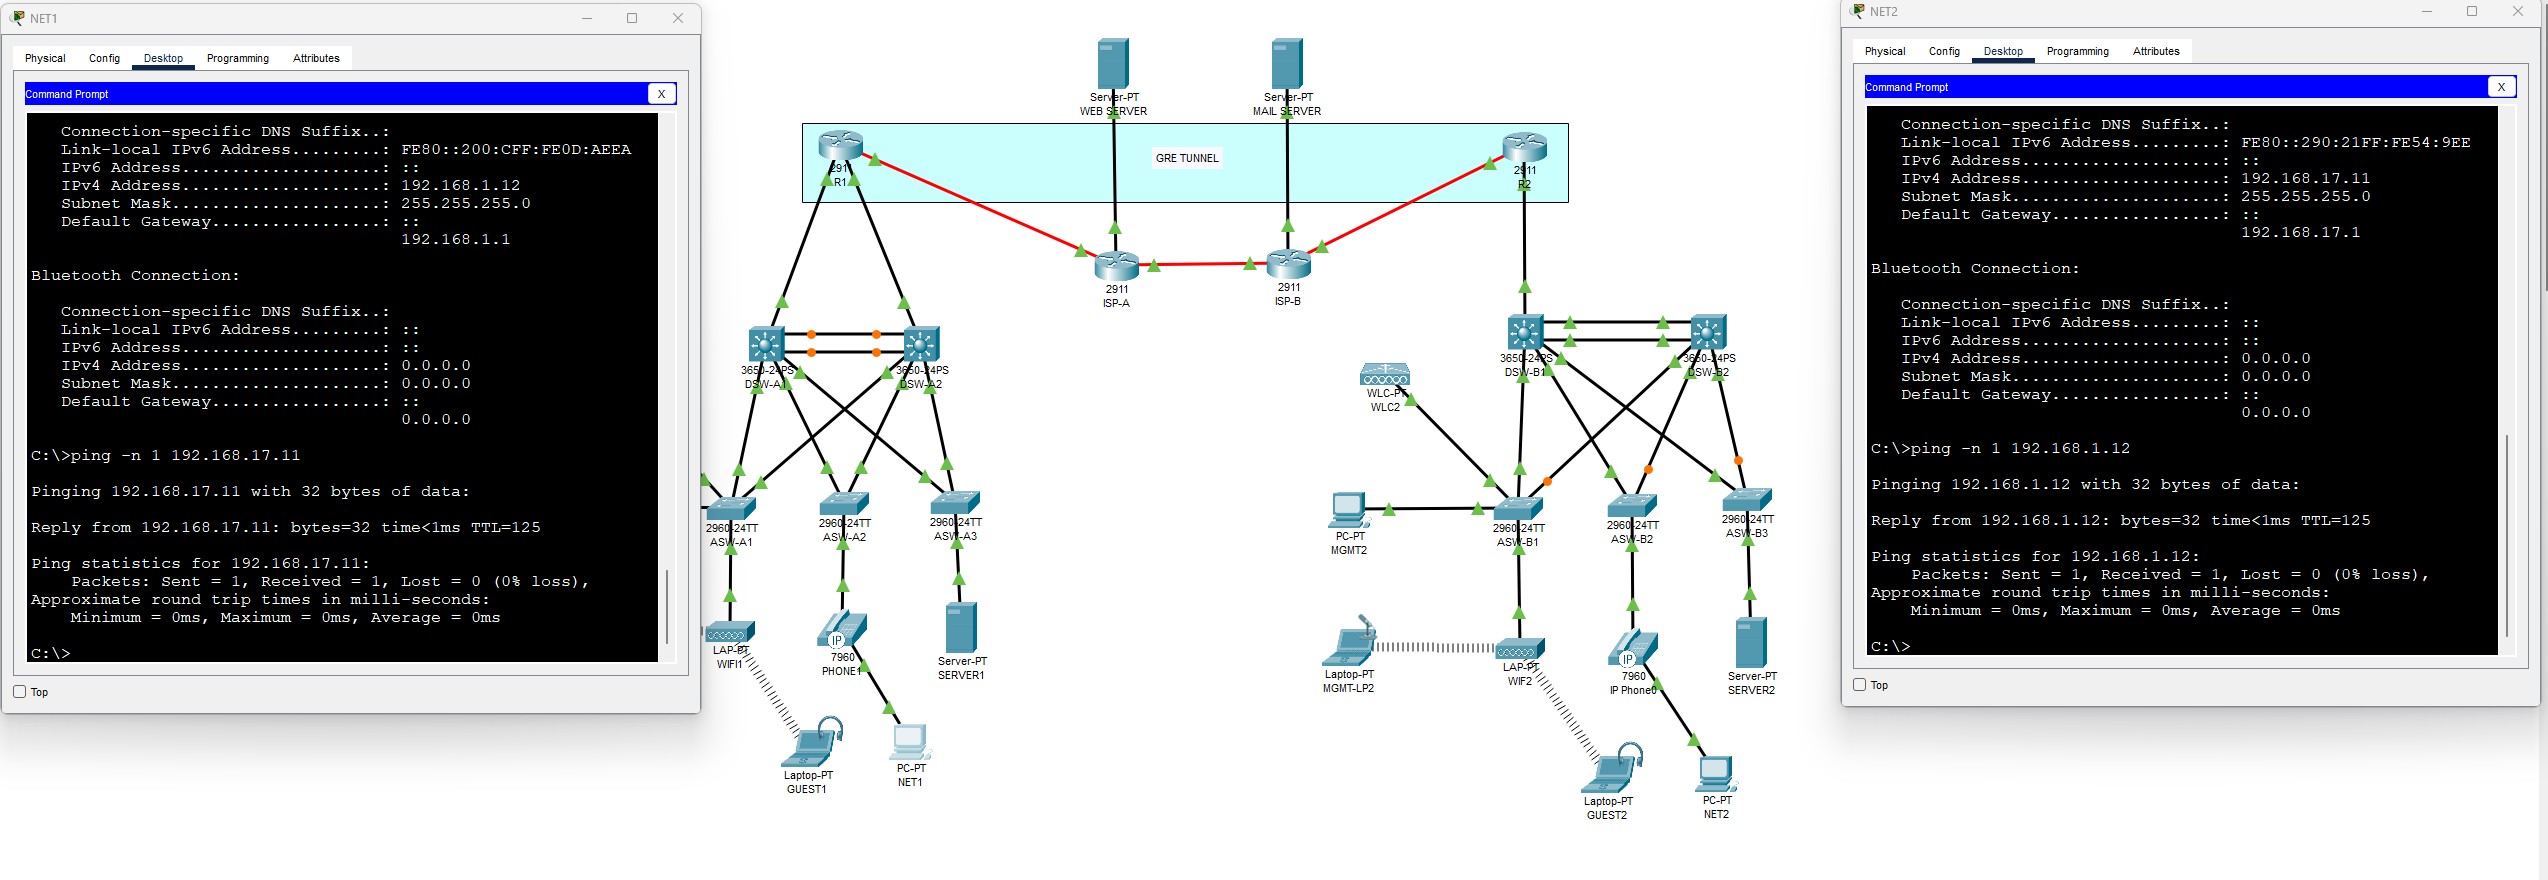 NET1
Physical Config Desktop Programming Attributes
Command Prompt
X
Connection-specific DNS Suffix..:
Link-local IPv6 Address.........: FE80::200:CFF:FE0D:AEEA
IPv6 Address....................: ::
IPv4 Address....................: 192.168.1.12
Subnet Mask.....................: 255.255.255.0
Default Gateway.................: ::
192.168.1.1
Bluetooth Connection:
Connection-specific DNS Suffix..:
Link-local IPv6 Address.........: ::
IPv6 Address....................: ::
IPv4 Address....................: 0.0.0.0
Subnet Mask.....................: 0.0.0.0
Default Gateway.................: ::
0.0.0.0
C:\>ping -n 1 192.168.17.11
Pinging 192.168.17.11 with 32 bytes of data:
Reply from 192.168.17.11: bytes=32 time<1ms TTL=125
Ping statistics for 192.168.17.11:
Packets: Sent = 1, Received = 1, Lost = 0 (0% loss),
Approximate round trip times in milli-seconds:
Minimum = 0ms, Maximum = 0ms, Average = 0ms
C:\>
Top
Server-PT
WEB SERVER
Server-PT
MAIL SERVER
GRE TUNNEL
R1
2911
R2
2911
ISP-A
2911
ISP-B
3650-24PS
DSW-A1
3650-24PS
DSW-A2
3650-24PS
DSW-B1
3650-24PS
DSW-B2
WLC-PT
WLC2
2960-24TT
ASW-A1
2960-24TT
ASW-A2
2960-24TT
ASW-A3
PC-PT
MGMT2
2960-24TT
ASW-B1
2960-24TT
ASW-B2
2960-24TT
ASW-B3
LAP-PT
WIFI1
7960
PHONE1
Server-PT
SERVER1
Laptop-PT
MGMT-LP2
LAP-PT
WIF2
IP
IP
7960
IP Phone0
Server-PT
SERVER2
Laptop-PT
GUEST1
PC-PT
NET1
Laptop-PT
GUEST2
PC-PT
NET2
NET2
Physical Config Desktop Programming Attributes
Command Prompt
X
Connection-specific DNS Suffix..:
Link-local IPv6 Address.........: FE80::290:21FF:FE54:9EE
IPv6 Address....................: ::
IPv4 Address....................: 192.168.17.11
Subnet Mask.....................: 255.255.255.0
Default Gateway.................: ::
192.168.17.1
Bluetooth Connection:
Connection-specific DNS Suffix..:
Link-local IPv6 Address.........: ::
IPv6 Address....................: ::
IPv4 Address....................: 0.0.0.0
Subnet Mask.....................: 0.0.0.0
Default Gateway.................: ::
0.0.0.0
C:\>ping -n 1 192.168.1.12
Pinging 192.168.1.12 with 32 bytes of data:
Reply from 192.168.1.12: bytes=32 time<1ms TTL=125
Ping statistics for 192.168.1.12:
Packets: Sent = 1, Received = 1, Lost = 0 (0% loss),
Approximate round trip times in milli-seconds:
Minimum = 0ms, Maximum = 0ms, Average = 0ms
C:\>
Top